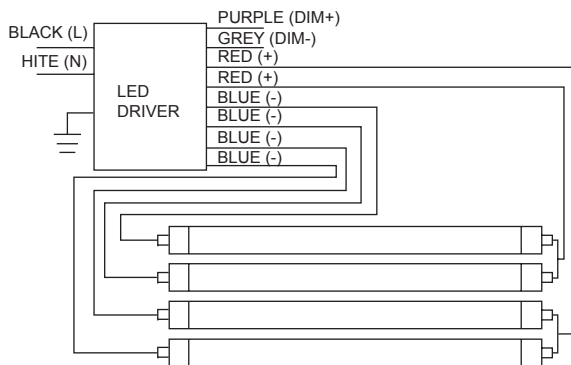 BLACK (L)
HITE (N)
LED
DRIVER
PURPLE (DIM+)
GREY (DIM-)
RED (+)
RED (+)
BLUE (-)
BLUE (-)
BLUE (-)
BLUE (-)